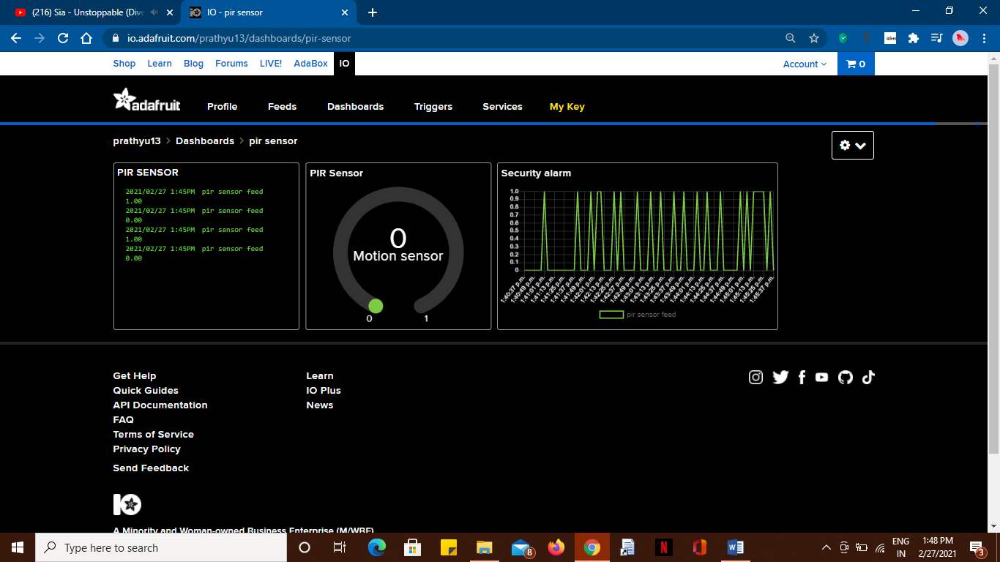 (216) Sia - Unstoppable (Dive
IO - pir sensor
io.adafruit.com/prathyu13/dashboards/pir-sensor
Shop Learn Blog Forums LIVE! AdaBox IO
Account
0
adafruit Profile Feeds Dashboards Triggers Services My Key
prathyu13 Dashboards pir sensor
PIR SENSOR
2021/02/27 1:45PM pir sensor feed
1.00
2021/02/27 1:45PM pir sensor feed
0.00
2021/02/27 1:45PM pir sensor feed
1.00
2021/02/27 1:45PM pir sensor feed
0.00
PIR Sensor
0
Motion sensor
0 1
Security alarm
1.0
0.9
0.8
0.7
0.6
0.5
0.4
0.3
0.2
0.1
0
1:40:37 p.m.
1:40:49 p.m.
1:41:01 p.m.
1:41:13 p.m.
1:41:25 p.m.
1:41:37 p.m.
1:41:49 p.m.
1:42:01 p.m.
1:42:13 p.m.
1:42:25 p.m.
1:42:37 p.m.
1:42:49 p.m.
1:43:01 p.m.
1:43:13 p.m.
1:43:25 p.m.
1:43:37 p.m.
1:43:49 p.m.
1:44:01 p.m.
1:44:13 p.m.
1:44:25 p.m.
1:44:37 p.m.
1:44:49 p.m.
1:45:01 p.m.
1:45:13 p.m.
1:45:25 p.m.
1:45:37 p.m.
pir sensor feed
Get Help
Quick Guides
API Documentation
FAQ
Terms of Service
Privacy Policy
Send Feedback
Learn
IO Plus
News
A Minority and Woman-owned Business Enterprise (M/WBE)
Type here to search
8
ENG
IN
1:48 PM
2/27/2021
3